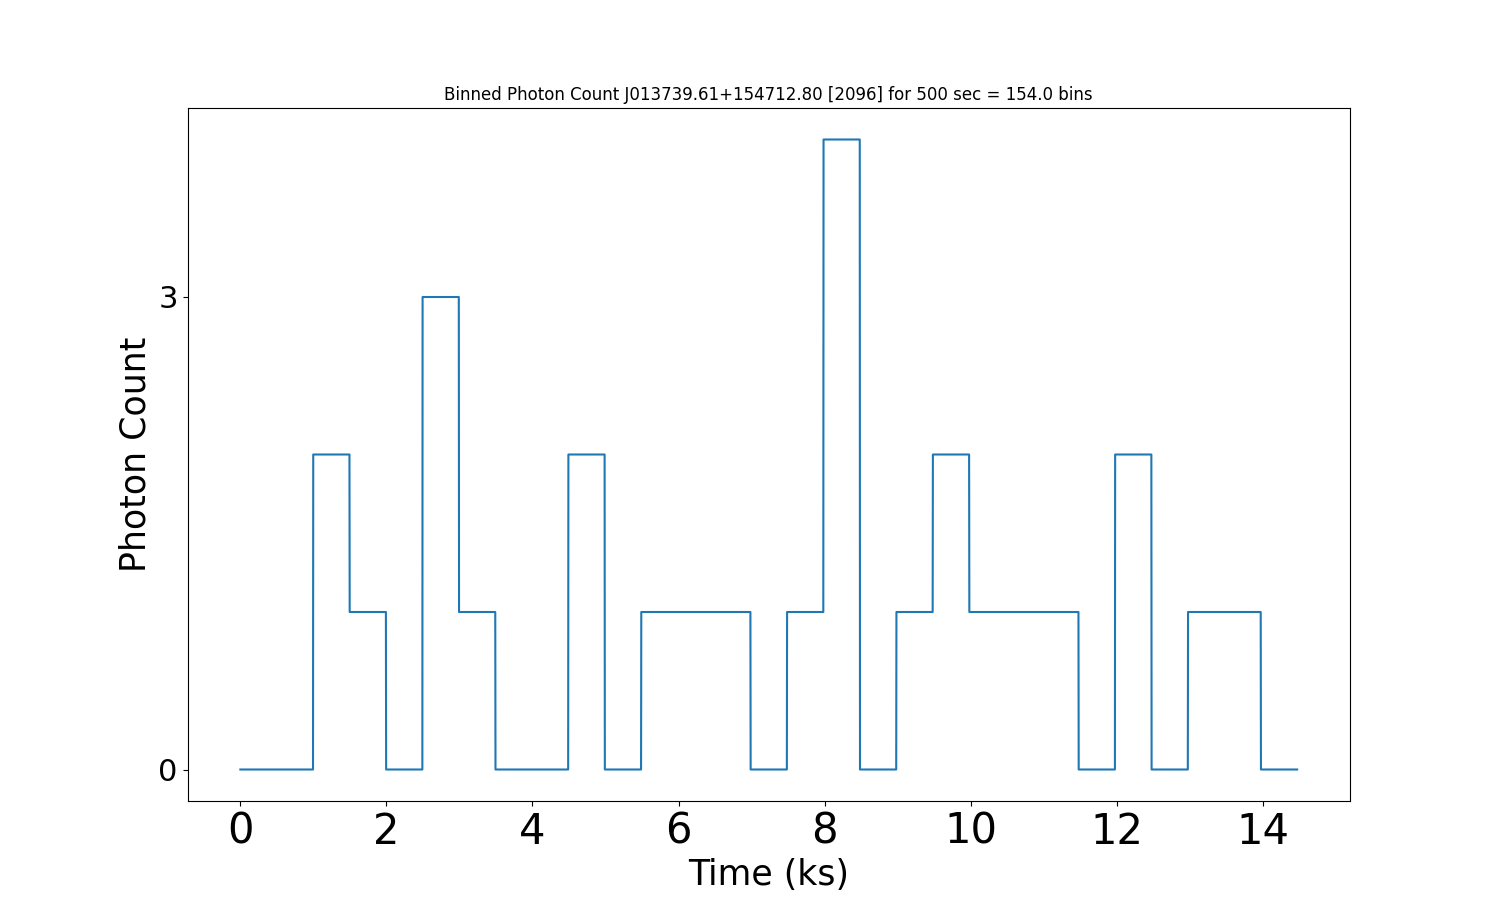 Binned Photon Count J013739.61+154712.80 [2096] for 500 sec = 154.0 bins
3
Photon Count
0
0 2 4 6 8 10 12 14
Time (ks)